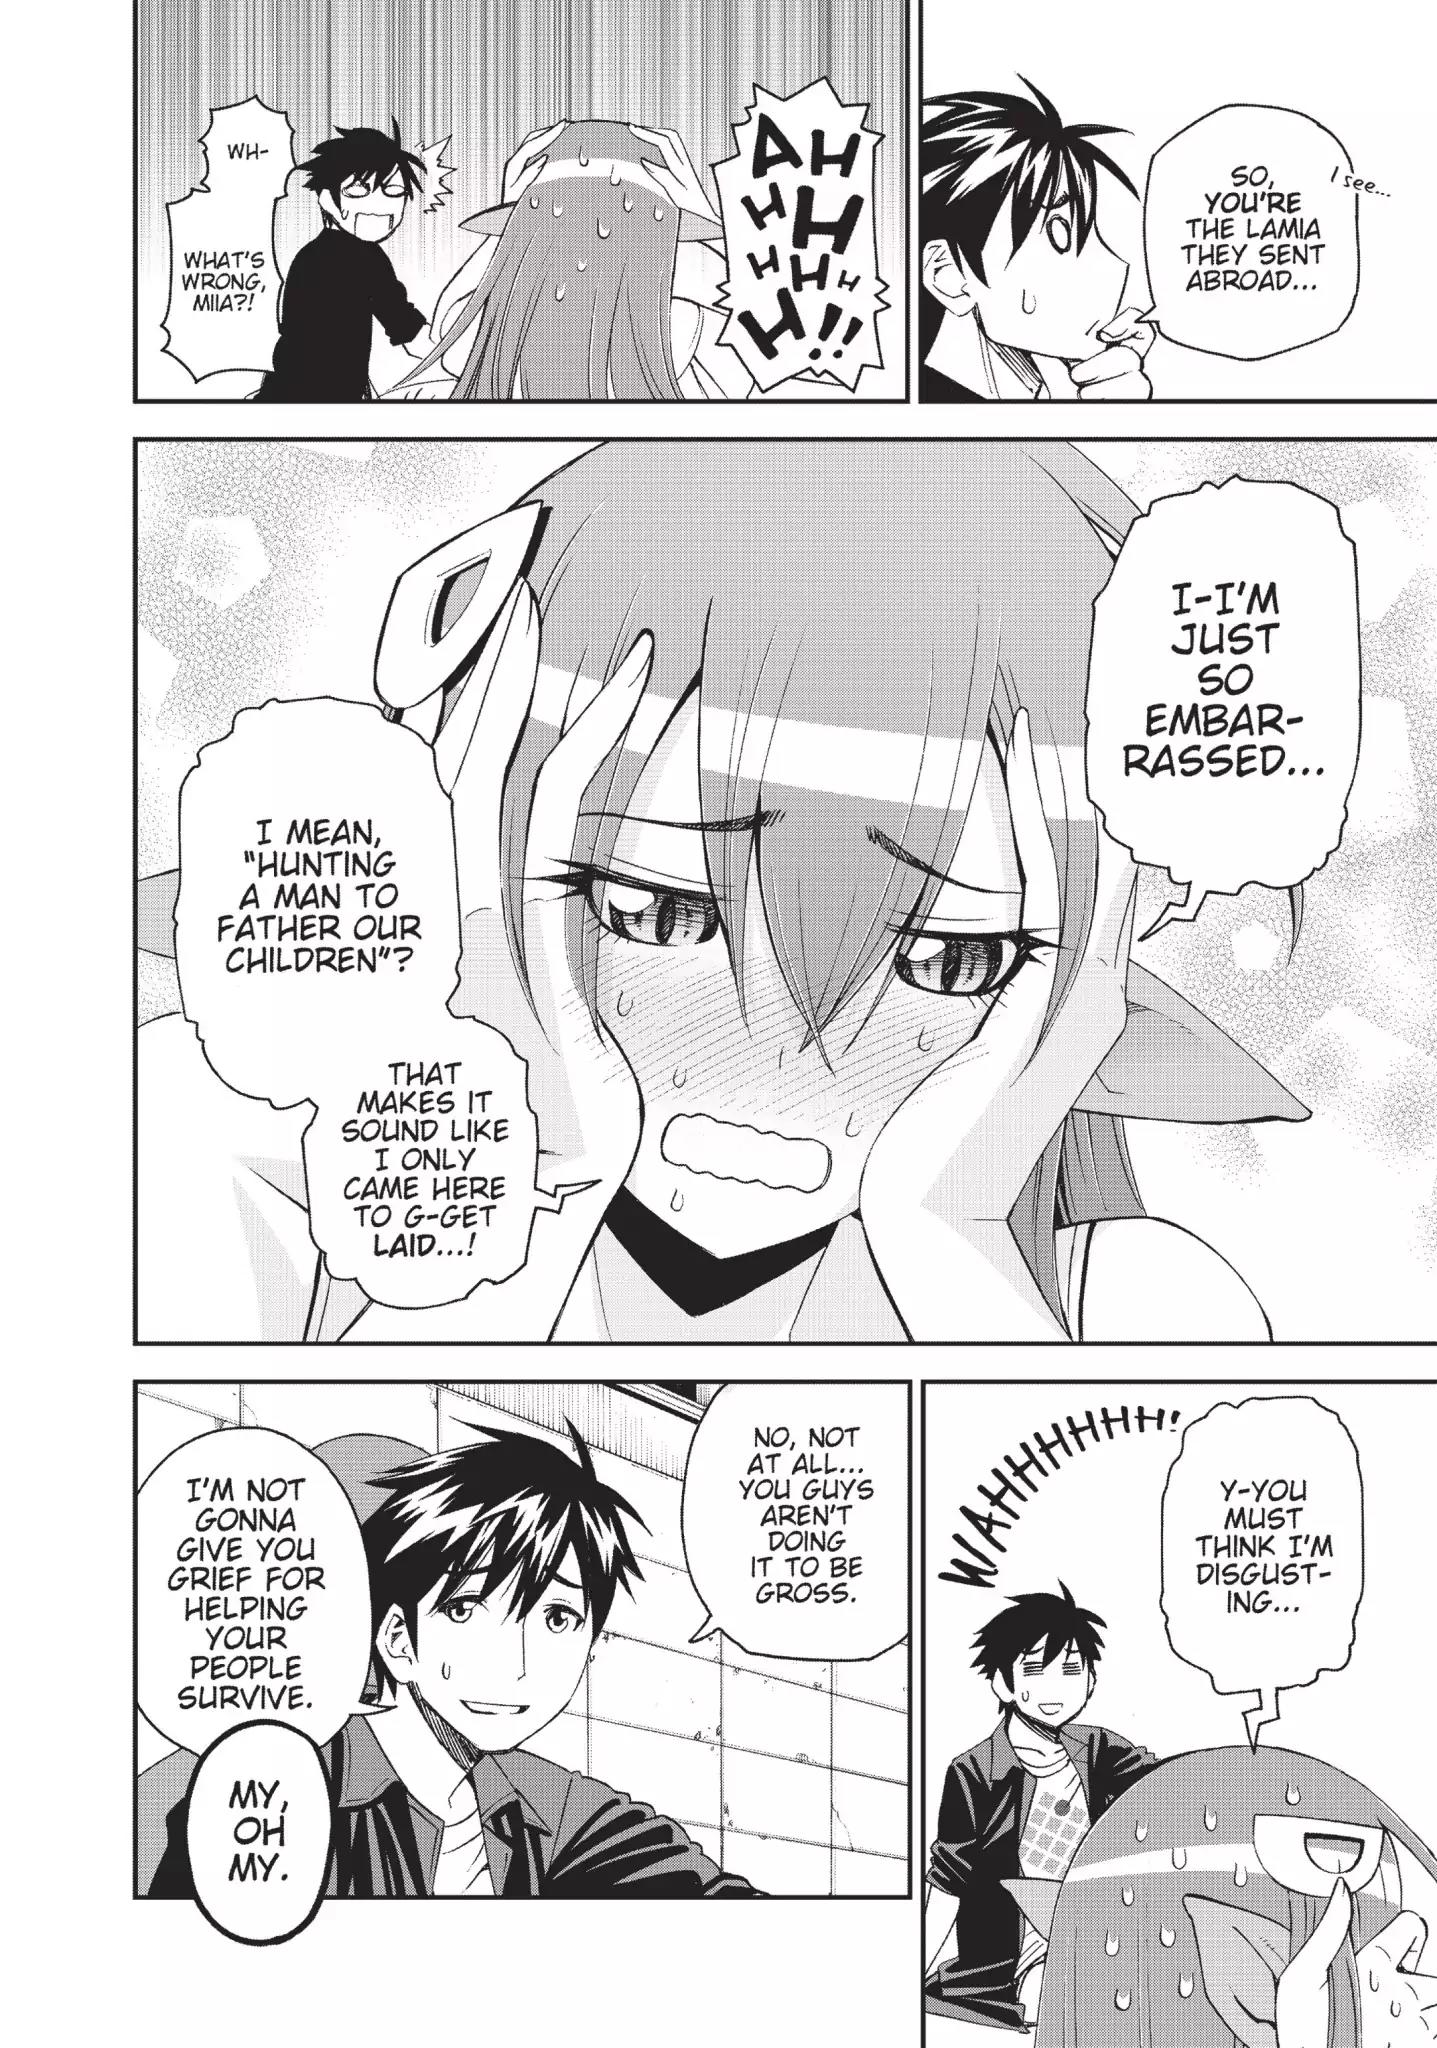 SO,
YOU'RE
THE LAMIA
THEY SENT
ABROAD...
I see...
AHHHHHHHH!!
WH-
WHAT'S
WRONG,
MIIA?!
I-I'M
JUST
SO
EMBAR-
RASSED...
I MEAN,
"HUNTING
A MAN TO
FATHER OUR
CHILDREN"?
THAT
MAKES IT
SOUND LIKE
I ONLY
CAME HERE
TO G-GET
LAID...!
Y-YOU
MUST
THINK I'M
DISGUST-
ING...
WAHHHHHHH!
NO, NOT
AT ALL...
YOU GUYS
AREN'T
DOING
IT TO BE
GROSS.
I'M NOT
GONNA
GIVE YOU
GRIEF FOR
HELPING
YOUR
PEOPLE
SURVIVE.
MY,
OH
MY.